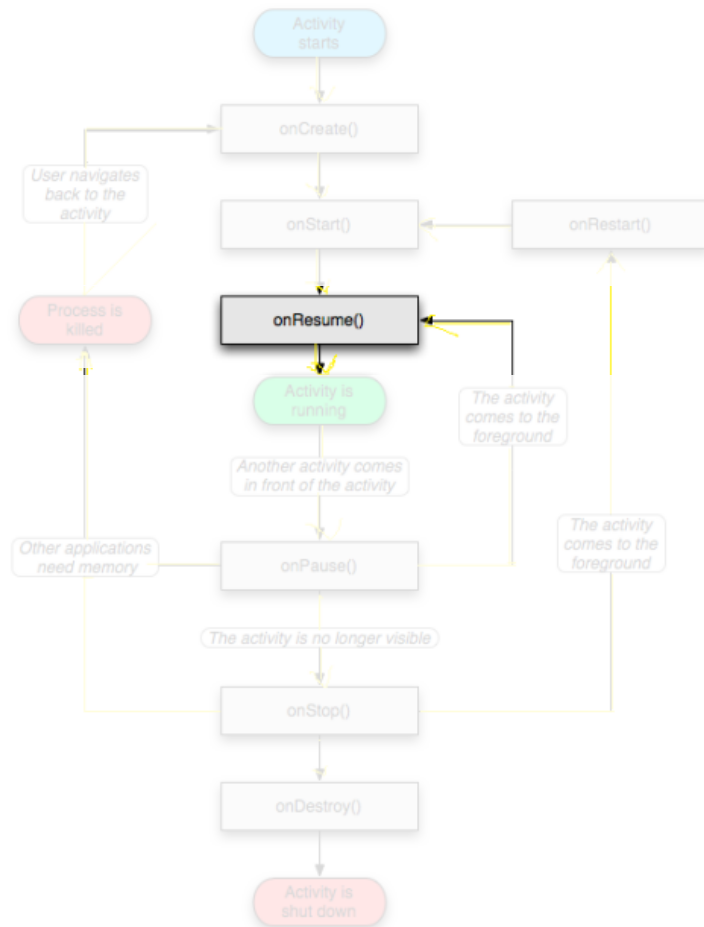 Activity
starts
onCreate()
User navigates
back to the
activity
onStart()
onRestart()
Process is
killed
onResume()
Activity is
running
The activity
comes to the
foreground
Another activity comes
in front of the activity
The activity
comes to the
foreground
Other applications
need memory
onPause()
The activity is no longer visible
onStop()
onDestroy()
Activity is
shut down